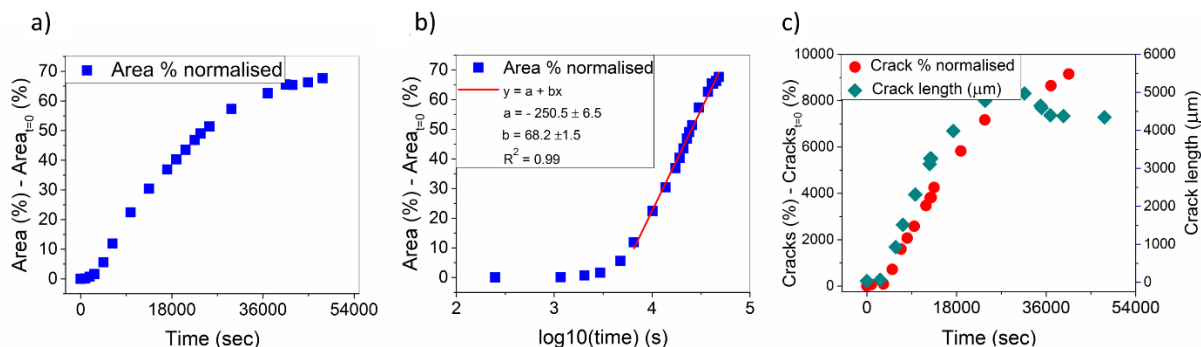 a)
Area % normalised
70
60
50
40
30
20
10
0
Area (%) - Area t=0 (%)
0 18000 36000 54000
Time (sec)
b)
Area % normalised
y = a + bx
a = - 250.5 ± 6.5
b = 68.2 ±1.5
R² = 0.99
70
60
50
40
30
20
10
0
Area (%) - Area t=0 (%)
2 3 4 5
log10(time) (s)
c)
Crack % normalised
Crack length (μm)
10000
8000
6000
4000
2000
0
Cracks (%) - Cracks t=0 (%)
6000
5000
4000
3000
2000
1000
0
Crack length (μm)
0 18000 36000 54000
Time (sec)